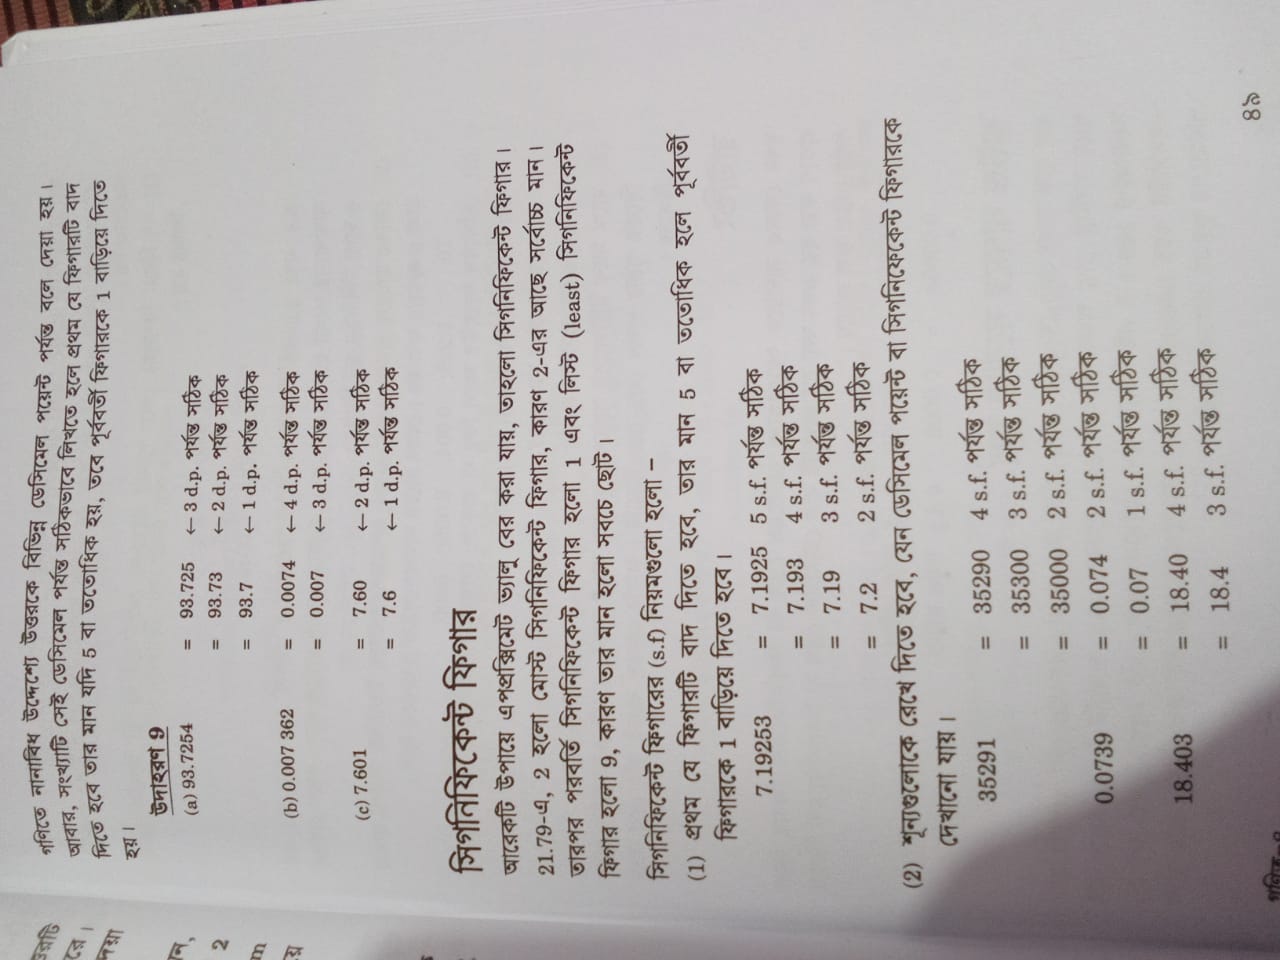 গণিতে নানাবিধ উদ্দেশ্যে উত্তরকে বিভিন্ন ডেসিমেল পয়েন্ট পর্যন্ত বলে দেয়া হয়।
আবার, সংখ্যাটি সেই ডেসিমেল পর্যন্ত সঠিকভাবে লিখতে হলে প্রথম যে ফিগারটি বাদ
দিতে হবে তার মান যদি 5 বা ততোধিক হয়, তবে পূর্ববর্তী ফিগারকে 1 বাড়িয়ে দিতে
হয়।
উদাহরণ 9
(a) 93.7254 = 93.725 ← 3 d.p. পর্যন্ত সঠিক
= 93.73 ← 2 d.p. পর্যন্ত সঠিক
= 93.7 ← 1 d.p. পর্যন্ত সঠিক
(b) 0.007 362 = 0.0074 ← 4 d.p. পর্যন্ত সঠিক
= 0.007 ← 3 d.p. পর্যন্ত সঠিক
(c) 7.601 = 7.60 ← 2 d.p. পর্যন্ত সঠিক
= 7.6 ← 1 d.p. পর্যন্ত সঠিক
সিগনিফিকেন্ট ফিগার
আরেকটি উপায়ে এপপ্রক্সিমেট ভ্যালু বের করা যায়, তাহলো সিগনিফিকেন্ট ফিগার।
21.79-এ, 2 হলো মোস্ট সিগনিফিকেন্ট ফিগার, কারণ 2-এর আছে সর্বোচ্চ মান।
তারপর পরবর্তি সিগনিফিকেন্ট ফিগার হলো 1 এবং লিস্ট (least) সিগনিফিকেন্ট
ফিগার হলো 9, কারণ তার মান হলো সবচে ছোট।
সিগনিফিকেন্ট ফিগারের (s.f) নিয়মগুলো হলো –
(1) প্রথম যে ফিগারটি বাদ দিতে হবে, তার মান 5 বা ততোধিক হলে পূর্ববর্তী
ফিগারকে 1 বাড়িয়ে দিতে হবে।
7.19253 = 7.1925 5 s.f. পর্যন্ত সঠিক
= 7.193 4 s.f. পর্যন্ত সঠিক
= 7.19 3 s.f. পর্যন্ত সঠিক
= 7.2 2 s.f. পর্যন্ত সঠিক
(2) শূন্যগুলোকে রেখে দিতে হবে, যেন ডেসিমেল পয়েন্ট বা সিগনিফেকেন্ট ফিগারকে
দেখানো যায়।
35291 = 35290 4 s.f. পর্যন্ত সঠিক
= 35300 3 s.f. পর্যন্ত সঠিক
= 35000 2 s.f. পর্যন্ত সঠিক
0.0739 = 0.074 2 s.f. পর্যন্ত সঠিক
= 0.07 1 s.f. পর্যন্ত সঠিক
18.403 = 18.40 4 s.f. পর্যন্ত সঠিক
= 18.4 3 s.f. পর্যন্ত সঠিক
৪৯